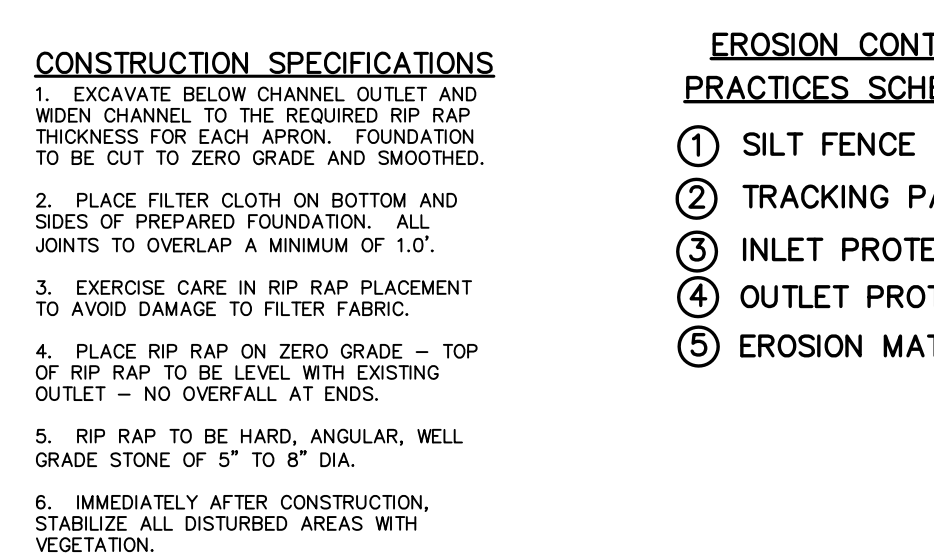 CONSTRUCTION SPECIFICATIONS
1. EXCAVATE BELOW CHANNEL OUTLET AND
WIDEN CHANNEL TO THE REQUIRED RIP RAP
THICKNESS FOR EACH APRON. FOUNDATION
TO BE CUT TO ZERO GRADE AND SMOOTHED.
2. PLACE FILTER CLOTH ON BOTTOM AND
SIDES OF PREPARED FOUNDATION. ALL
JOINTS TO OVERLAP A MINIMUM OF 1.0'.
3. EXERCISE CARE IN RIP RAP PLACEMENT
TO AVOID DAMAGE TO FILTER FABRIC.
4. PLACE RIP RAP ON ZERO GRADE – TOP
OF RIP RAP TO BE LEVEL WITH EXISTING
OUTLET – NO OVERFALL AT ENDS.
5. RIP RAP TO BE HARD, ANGULAR, WELL
GRADE STONE OF 5" TO 8" DIA.
6. IMMEDIATELY AFTER CONSTRUCTION,
STABILIZE ALL DISTURBED AREAS WITH
VEGETATION.
EROSION CONT
PRACTICES SCHE
1 SILT FENCE
2 TRACKING PA
3 INLET PROTE
4 OUTLET PROT
5 EROSION MAT